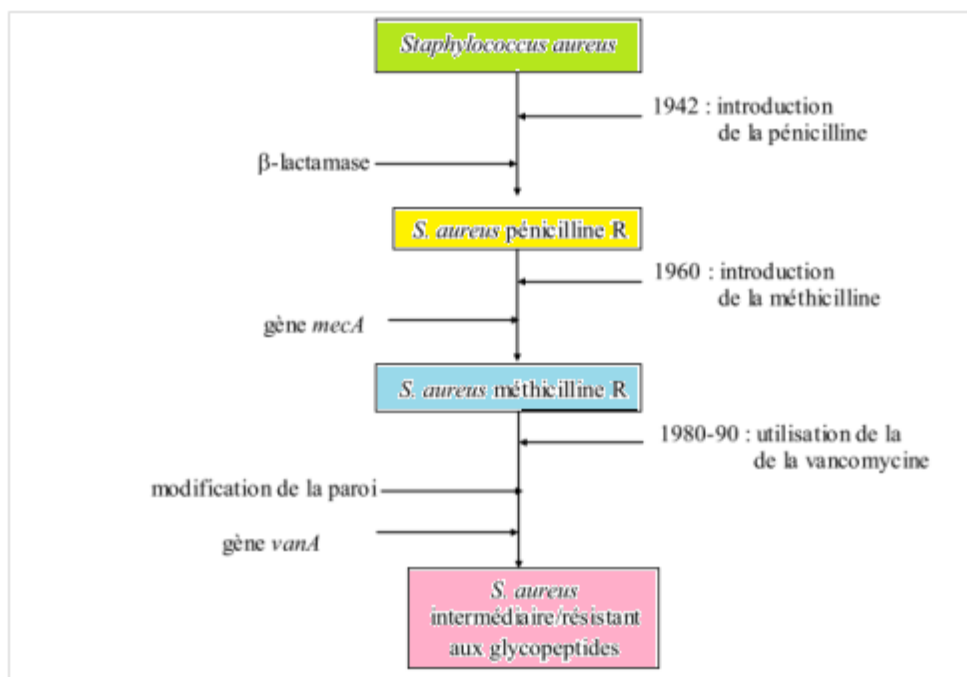 Staphylococcus aureus
1942 : introduction
de la pénicilline
β-lactamase
S. aureus pénicilline R
1960 : introduction
de la méthicilline
gène mecA
S. aureus méthicilline R
1980-90 : utilisation de la
de la vancomycine
modification de la paroi
gène vanA
S. aureus
intermédiaire/résistant
aux glycopeptides